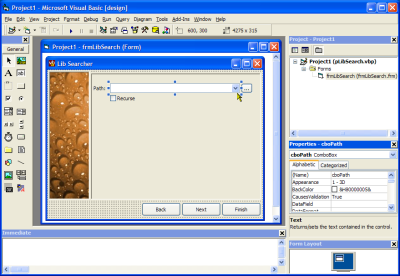 Project1 - Microsoft Visual Basic [design]
File Edit View Project Format Debug Run Query Diagram Tools Add-Ins Window Help
600, 300
4275 x 315
General
Project1 - frmLibSearch (Form)
Lib Searcher
Path:
...
Recurse
Back
Next
Finish
Immediate
Project - Project1
Project1 (pLibSearch.vbp)
Forms
frmLibSearch (frmLibSearch.frm)
Properties - cboPath
cboPath ComboBox
Alphabetic Categorized
(Name) cboPath
Appearance 1 - 3D
BackColor &H80000005&
CausesValidation True
DataField
DataFormat
Text
Returns/sets the text contained in the control.
Form Layout